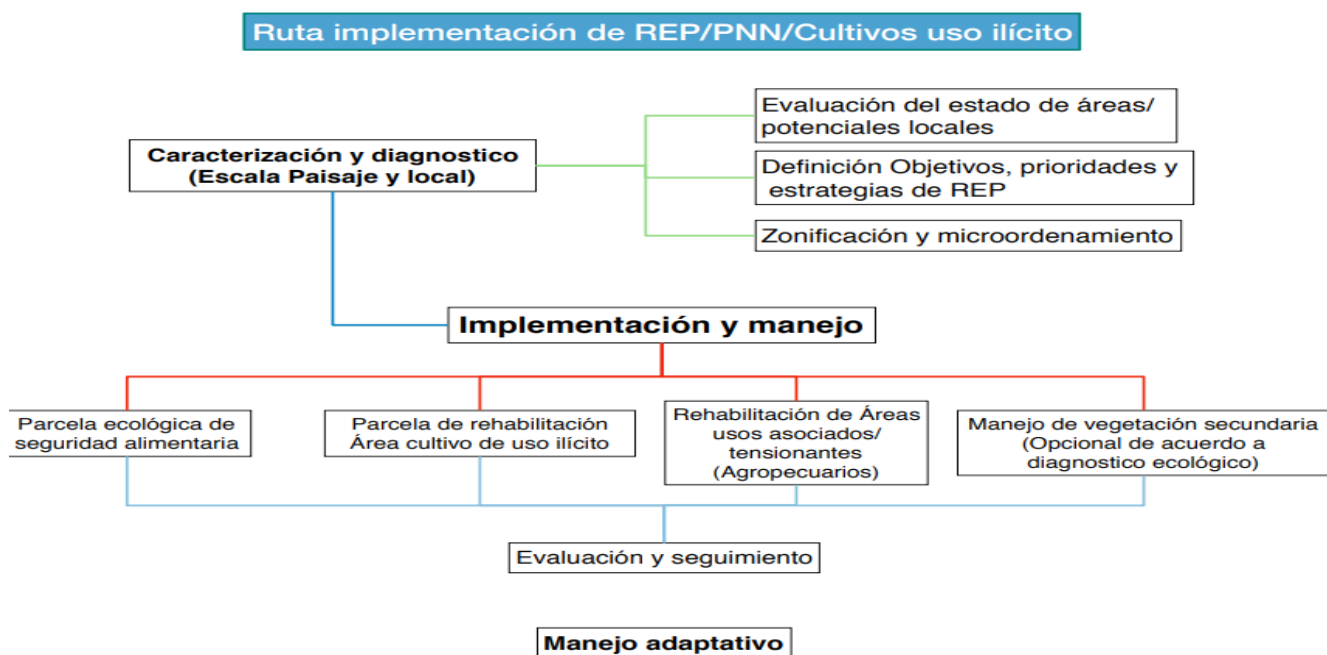 Ruta implementación de REP/PNN/Cultivos uso ilícito
Evaluación del estado de áreas/
potenciales locales
Caracterización y diagnostico
(Escala Paisaje y local)
Definición Objetivos, prioridades y
estrategias de REP
Zonificación y microordenamiento
Implementación y manejo
Parcela ecológica de
seguridad alimentaria
Parcela de rehabilitación
Área cultivo de uso ilícito
Rehabilitación de Áreas
usos asociados/
tensionantes
(Agropecuarios)
Manejo de vegetación secundaria
(Opcional de acuerdo a
diagnostico ecológico)
Evaluación y seguimiento
Manejo adaptativo